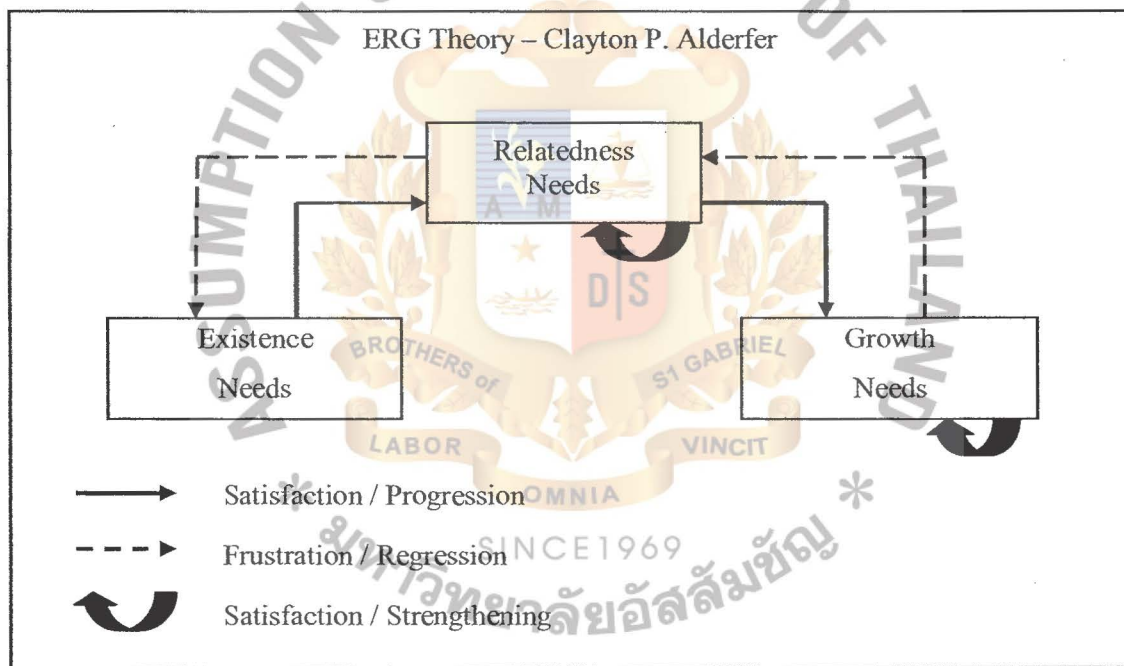 ERG Theory – Clayton P. Alderfer
ASSUMPTION
OF THAILAND
Relatedness
Needs
A M
D S
Existence
Needs
Growth
Needs
BROTHERS of
S1 GABRIEL
LABOR
VINCIT
OMNIA
Satisfaction / Progression
Frustration / Regression
SINCE1969
* มหาวิทยาลัยอัสสัมชัญ *
Satisfaction / Strengthening